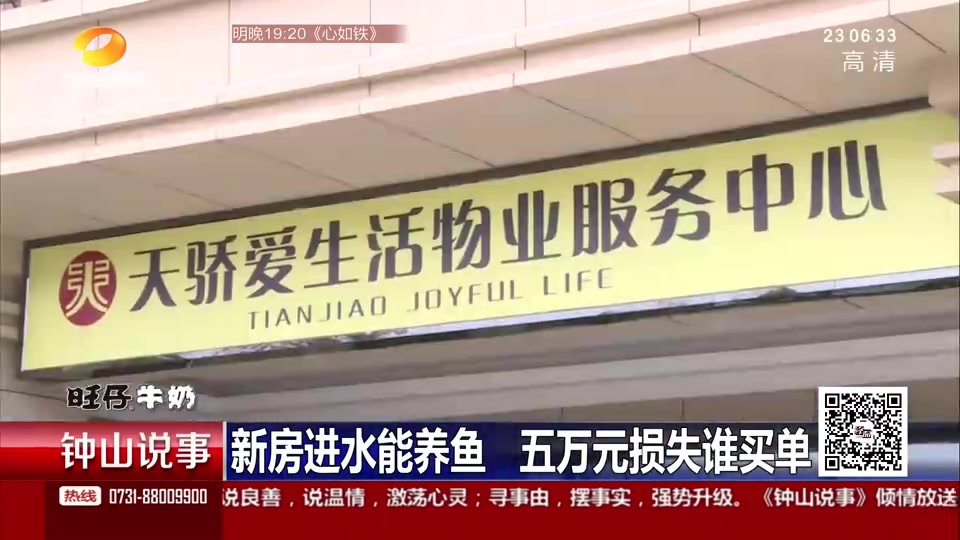 明晚19:20《心如铁》
23:06:33
高清
天骄爱生活物业服务中心
TIANJIAO JOYFUL LIFE
旺仔牛奶
钟山说事
新房进水能养鱼 五万元损失谁买单
热线 0731-88009900
说良善，说温情，激荡心灵；寻事由，摆事实，强势升级。《钟山说事》倾情放送